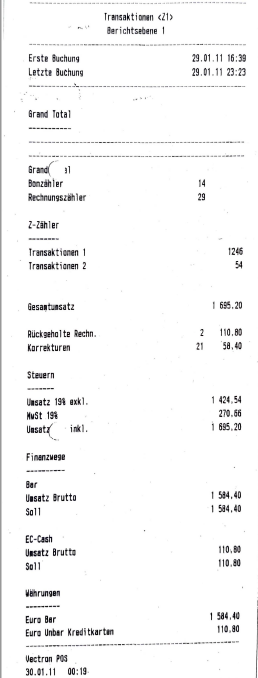 Transaktionen <Z1>
Berichtsebene 1
Erste Buchung 29.01.11 16:39
Letzte Buchung 29.01.11 23:23
Grand Total
-----------
Grand
Bonzähler 14
Rechnungszähler 29
Z-Zähler
--------
Transaktionen 1 1246
Transaktionen 2 54
Gesamtumsatz 1 695.20
Rückgeholte Rechn. 2 110.80
Korrekturen 21 58.40
Steuern
-------
Umsatz 19% exkl. 1 424.54
MwSt 19% 270.66
Umsatz inkl. 1 695.20
Finanzwege
----------
Bar
Umsatz Brutto 1 584.40
Soll 1 584.40
EC-Cash
Umsatz Brutto 110.80
Soll 110.80
Währungen
---------
Euro Bar 1 584.40
Euro Unbar Kreditkarten 110.80
Vectron POS
30.01.11 00:19